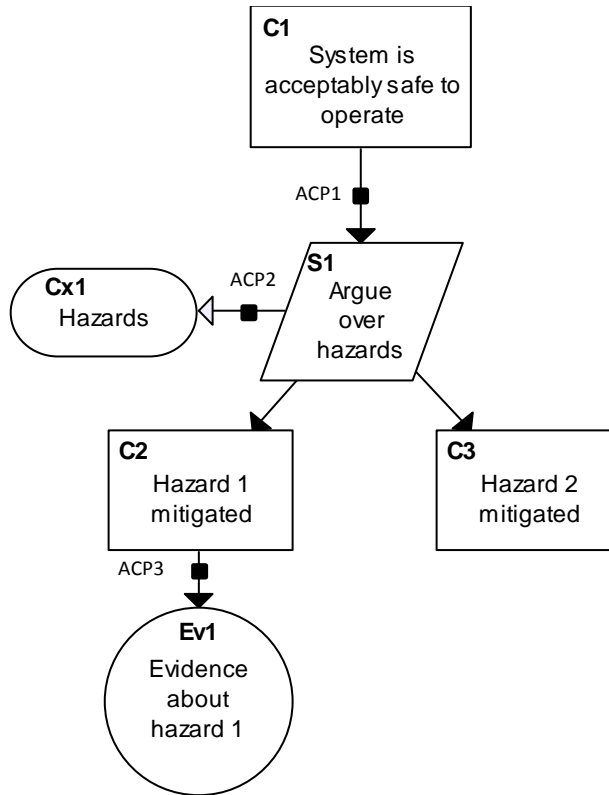 C1
System is
acceptably safe to
operate
ACP1
S1
Argue
over
hazards
ACP2
Cx1
Hazards
C2
Hazard 1
mitigated
C3
Hazard 2
mitigated
ACP3
Ev1
Evidence
about
hazard 1